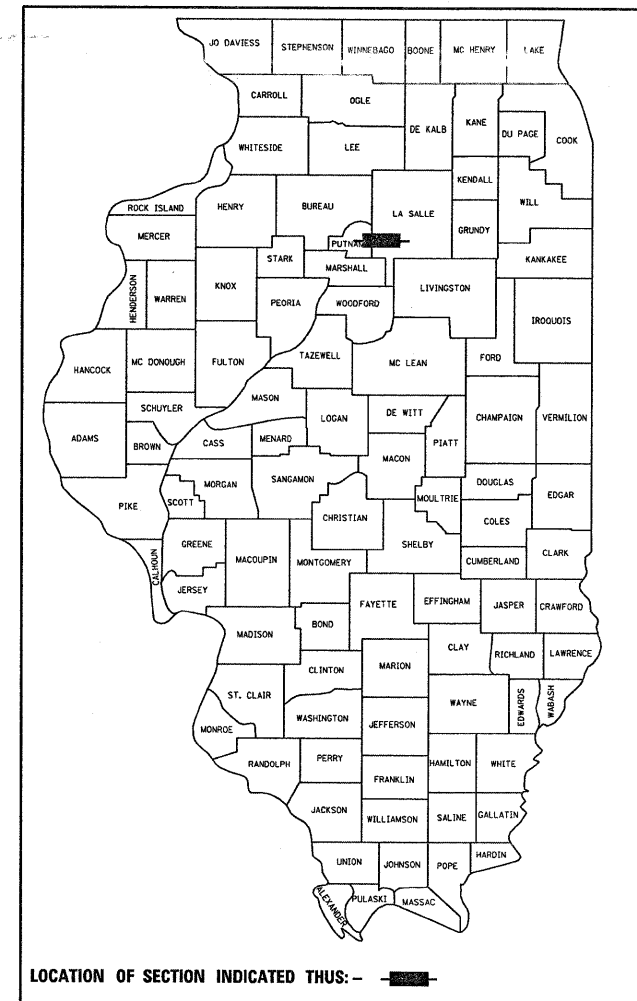 JO DAVIESS STEPHENSON WINNEBAGO BOONE MC HENRY LAKE
CARROLL OGLE DE KALB KANE DU PAGE COOK
WHITESIDE LEE
KENDALL WILL
ROCK ISLAND HENRY BUREAU LA SALLE GRUNDY
MERCER PUTNAM
STARK MARSHALL KANKAKEE
HENDERSON WARREN KNOX PEORIA WOODFORD LIVINGSTON IROQUOIS
HANCOCK MC DONOUGH FULTON TAZEWELL MC LEAN FORD
MASON
SCHUYLER LOGAN DE WITT CHAMPAIGN VERMILION
ADAMS BROWN CASS MENARD PIATT
MACON
MORGAN SANGAMON DOUGLAS
PIKE SCOTT MOULTRIE EDGAR
CHRISTIAN COLES
GREENE SHELBY
CALHOUN MACOUPIN MONTGOMERY CUMBERLAND CLARK
JERSEY
FAYETTE EFFINGHAM JASPER CRAWFORD
MADISON BOND
CLAY RICHLAND LAWRENCE
CLINTON MARION
ST. CLAIR WAYNE EDWARDS WABASH
WASHINGTON JEFFERSON
MONROE
RANDOLPH PERRY HAMILTON WHITE
FRANKLIN
JACKSON WILLIAMSON SALINE GALLATIN
UNION JOHNSON POPE HARDIN
ALEXANDER PULASKI MASSAC
LOCATION OF SECTION INDICATED THUS: -